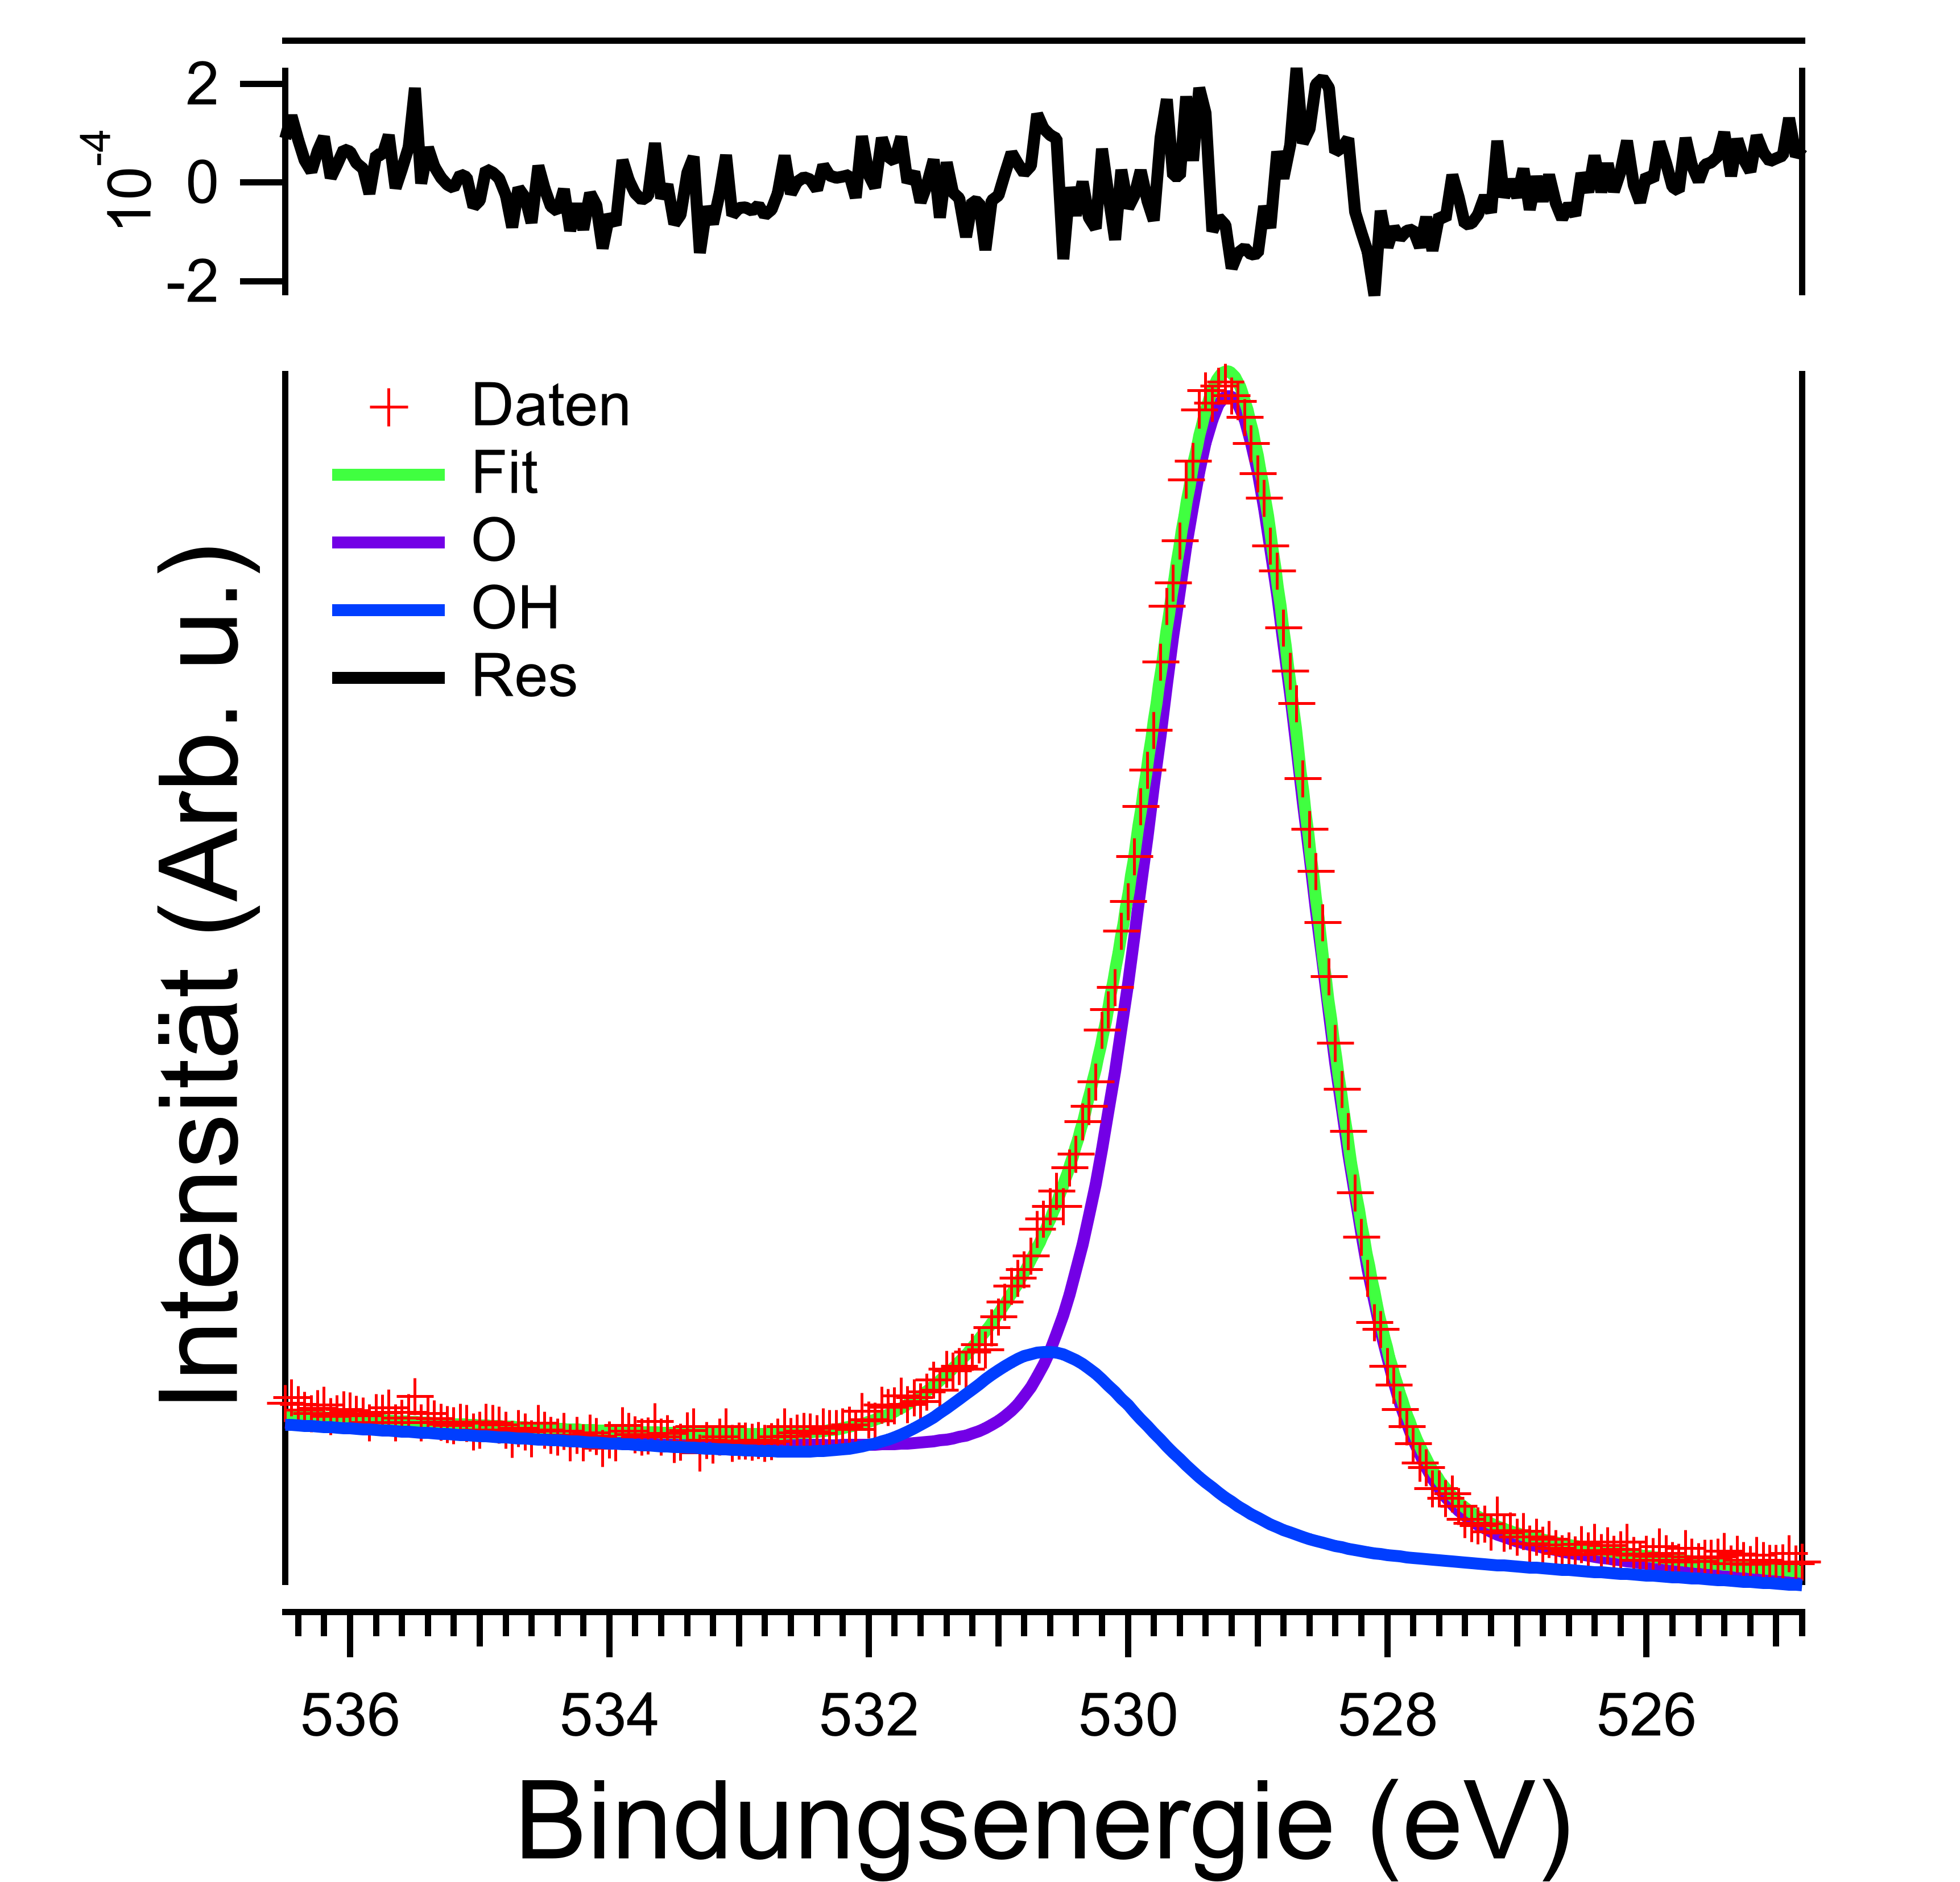 2
0
-2
10-4
Daten
Fit
O
OH
Res
Intensität (Arb. u.)
536 534 532 530 528 526
Bindungsenergie (eV)